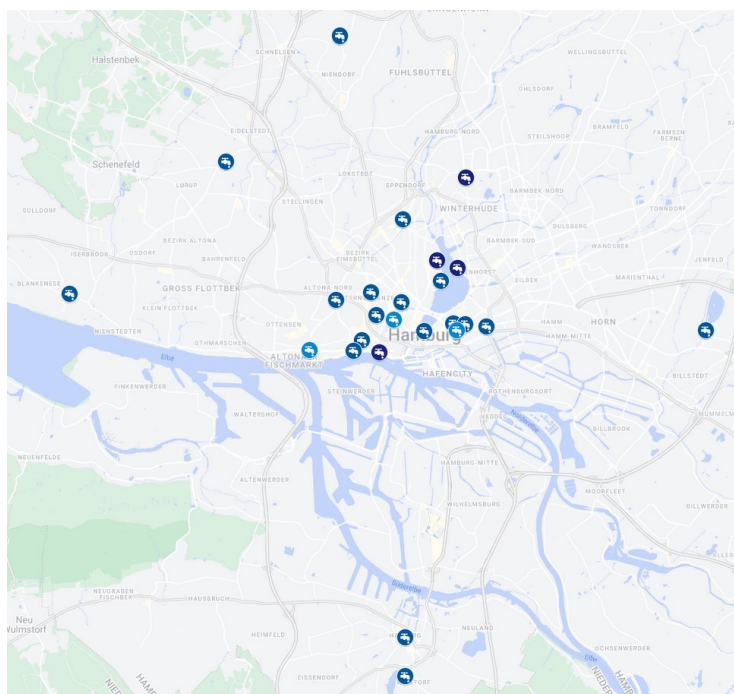 Halstenbek
SCHNELSEN
NIENDORF
FUHLSBÜTTEL
WELLINGSBÜTTEL
OHLSDORF
EIDELSTEDT
HAMBURG-NORD
STEILSHOOP
BRAMFELD
FARMSEN-
BERNE
Schenefeld
LURUP
LOKSTEDT
EPPENDORF
STELLINGEN
BARMBEK-NORD
WINTERHUDE
SÜLLDORF
TONNDORF
DULSBERG
BEZIRK ALTONA
BEZIRK
EIMSBÜTTEL
BARMBEK-SÜD
WANDSBEK
ISERBROOK
OSDORF
BAHRENFELD
JENFELD
EILBEK
MARIENTHAL
BLANKENESE
GROSS FLOTTBEK
ALTONA-NORD
KLEIN FLOTTBEK
HAMM
HORN
NIENSTEDTEN
OTTENSEN
Hamburg
HAMM-MITTE
OTHMARSCHEN
Elbe
ALTONA
FISCHMARKT
HAFENCITY
BILLSTEDT
FINKENWERDER
STEINWERDER
ROTHENBURGSORT
WALTERSHOF
Norderelbe
BILLBROOK
NEUENFELDE
HAMBURG-MITTE
ALTENWERDER
MOORFLEET
WILHELMSBURG
BILLWERDER
Süderelbe
NEUGRABEN
FISCHBEK
HAUSBRUCH
Neu
Wulmstorf
HEIMFELD
NEULAND
OCHSENWERDER
Elbe
EISSENDORF